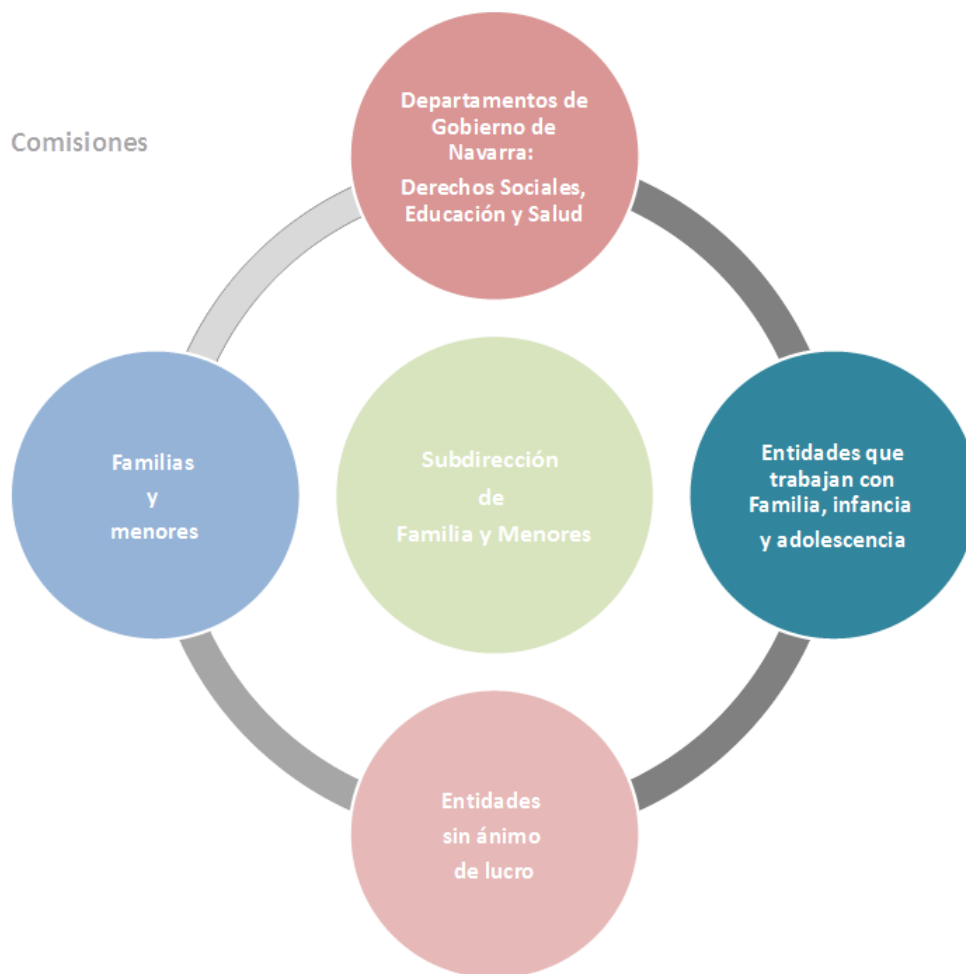 Comisiones
Departamentos de
Gobierno de
Navarra:
Derechos Sociales,
Educación y Salud
Familias
y
menores
Subdirección
de
Familia y Menores
Entidades que
trabajan con
Familia, infancia
y adolescencia
Entidades
sin ánimo
de lucro